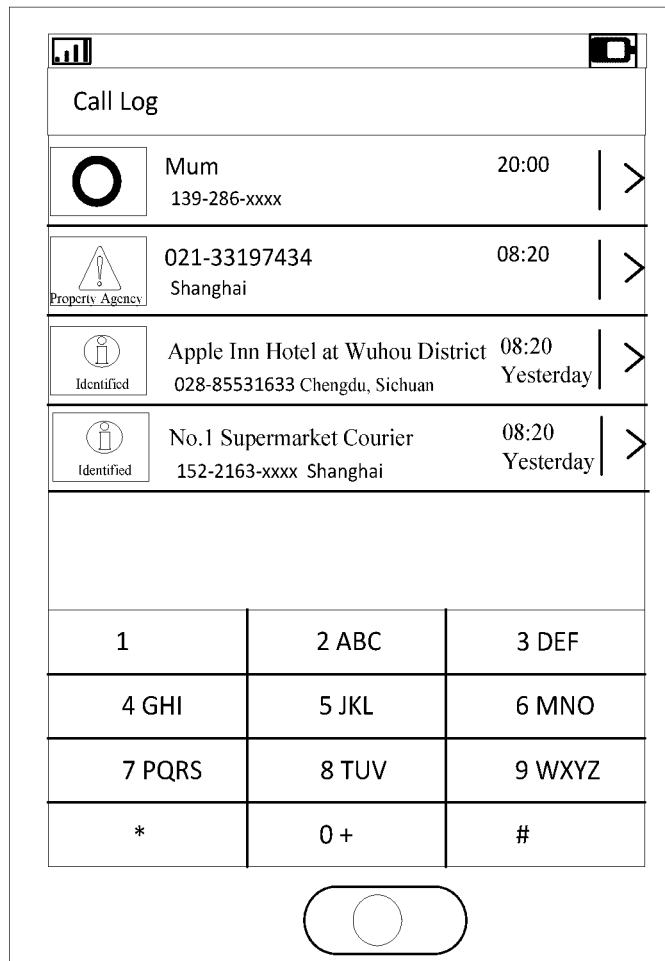 Call Log
Mum 20:00
139-286-xxxx
021-33197434 08:20
Shanghai
Property Agency
Apple Inn Hotel at Wuhou District 08:20
Identified 028-85531633 Chengdu, Sichuan Yesterday
No.1 Supermarket Courier 08:20
Identified 152-2163-xxxx Shanghai Yesterday
1 2 ABC 3 DEF
4 GHI 5 JKL 6 MNO
7 PQRS 8 TUV 9 WXYZ
* 0 + #